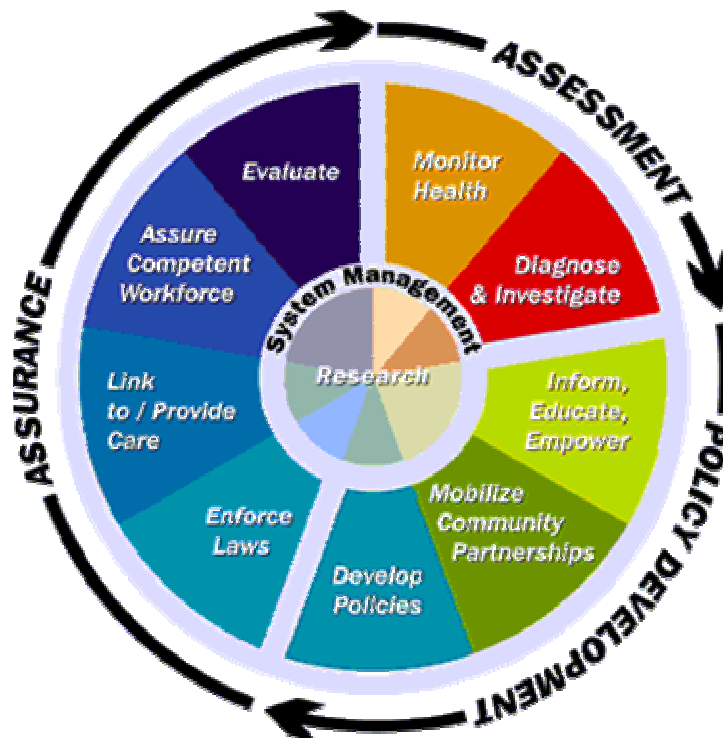 ASSESSMENT
POLICY DEVELOPMENT
ASSURANCE
Monitor
Health
Diagnose
& Investigate
Inform,
Educate,
Empower
Mobilize
Community
Partnerships
Develop
Policies
Enforce
Laws
Link
to / Provide
Care
Assure
Competent
Workforce
Evaluate
System Management
Research